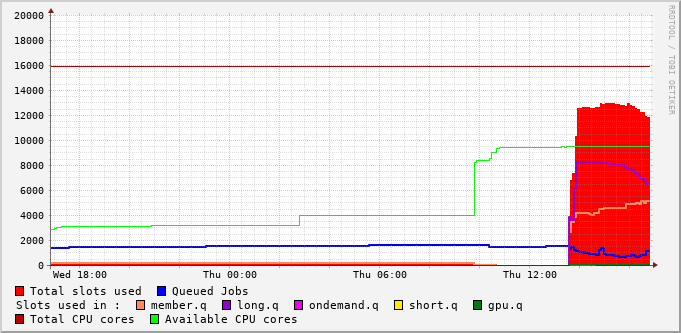 RRDTOOL / TOBI OETIKER
20000
18000
16000
14000
12000
10000
8000
6000
4000
2000
0
Wed 18:00 Thu 00:00 Thu 06:00 Thu 12:00
Total slots used Queued Jobs
Slots used in : member.q long.q ondemand.q short.q gpu.q
Total CPU cores Available CPU cores